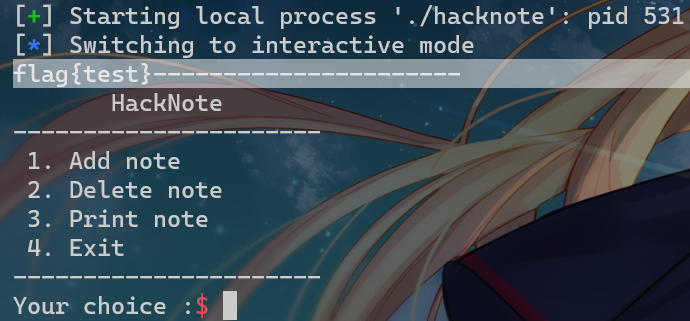 [+] Starting local process './hacknote': pid 531
[*] Switching to interactive mode
flag{test}----------------------
       HackNote
----------------------
 1. Add note
 2. Delete note
 3. Print note
 4. Exit
----------------------
Your choice :$